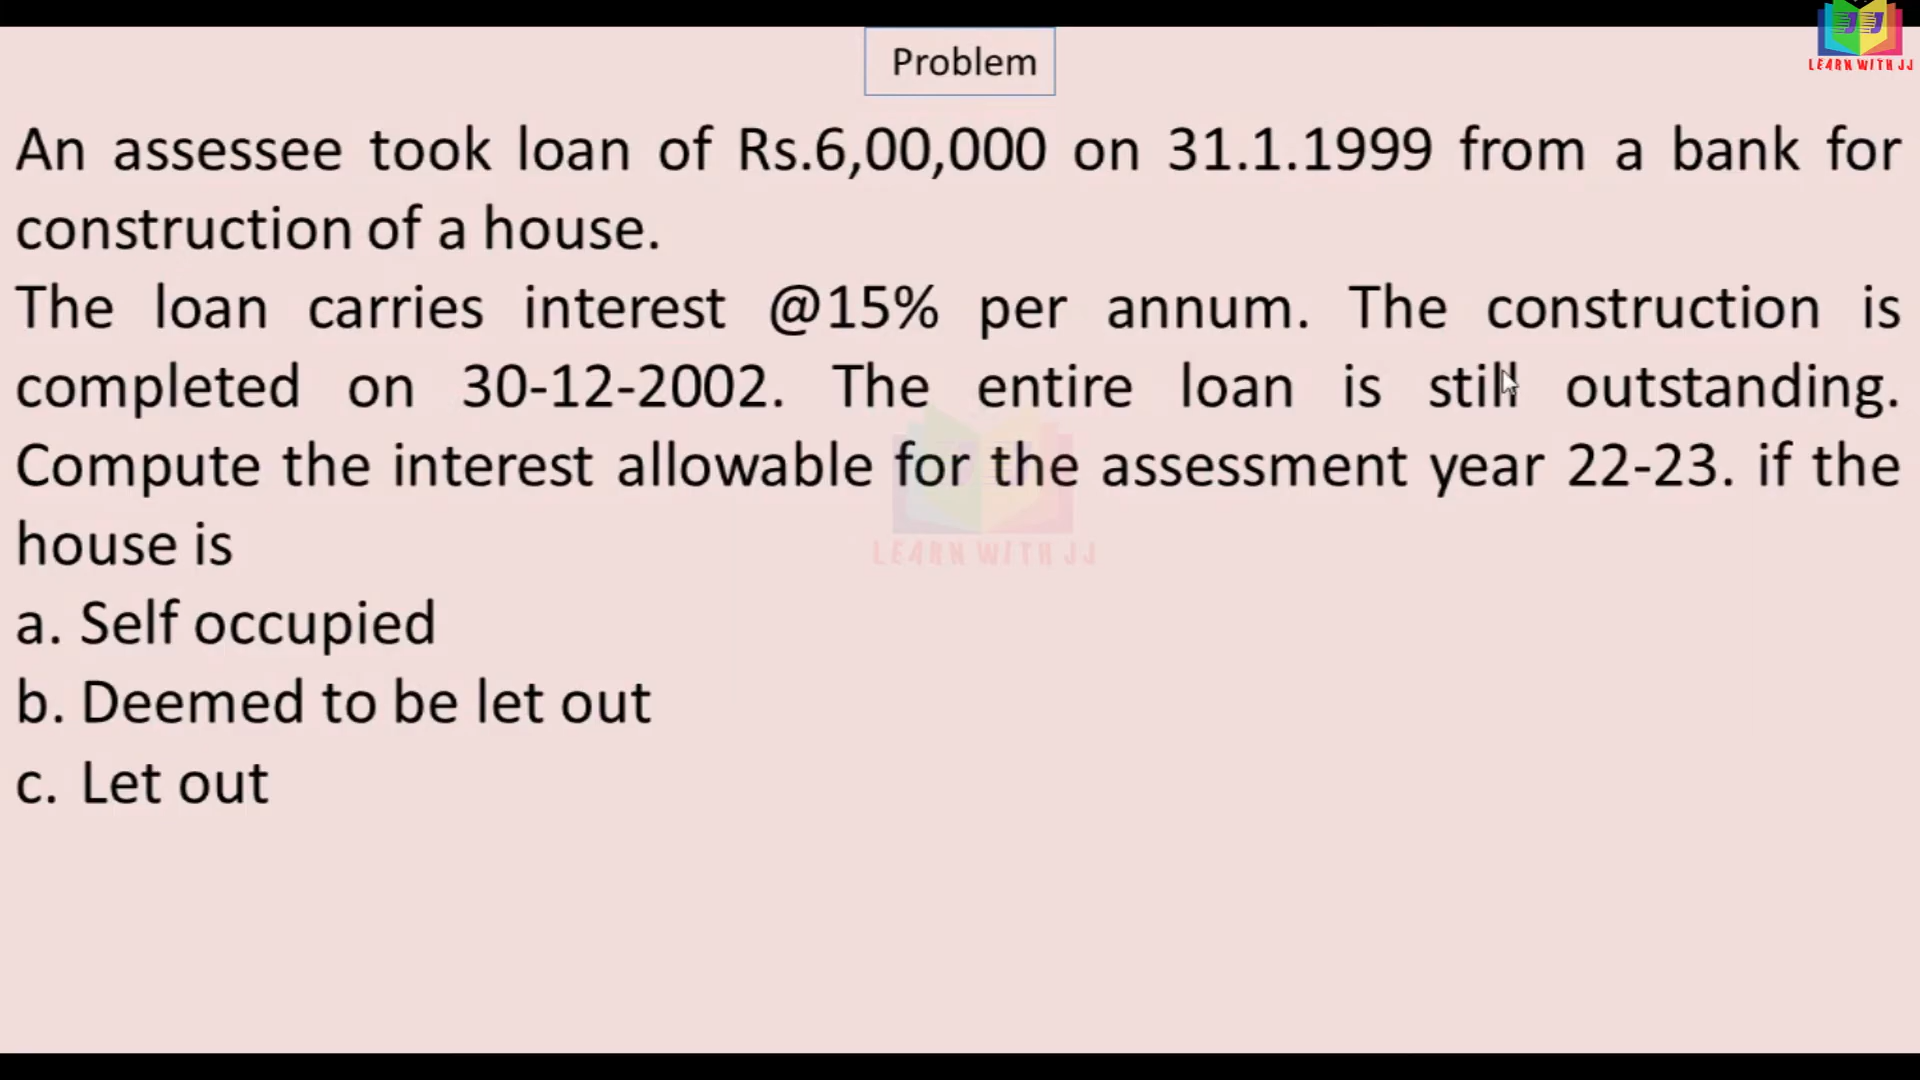 LEARN WITH JJ
Problem
An assessee took loan of Rs.6,00,000 on 31.1.1999 from a bank for
construction of a house.
The loan carries interest @15% per annum. The construction is
completed on 30-12-2002. The entire loan is still outstanding.
Compute the interest allowable for the assessment year 22-23. if the
house is
LEARN WITH JJ
a. Self occupied
b. Deemed to be let out
c. Let out